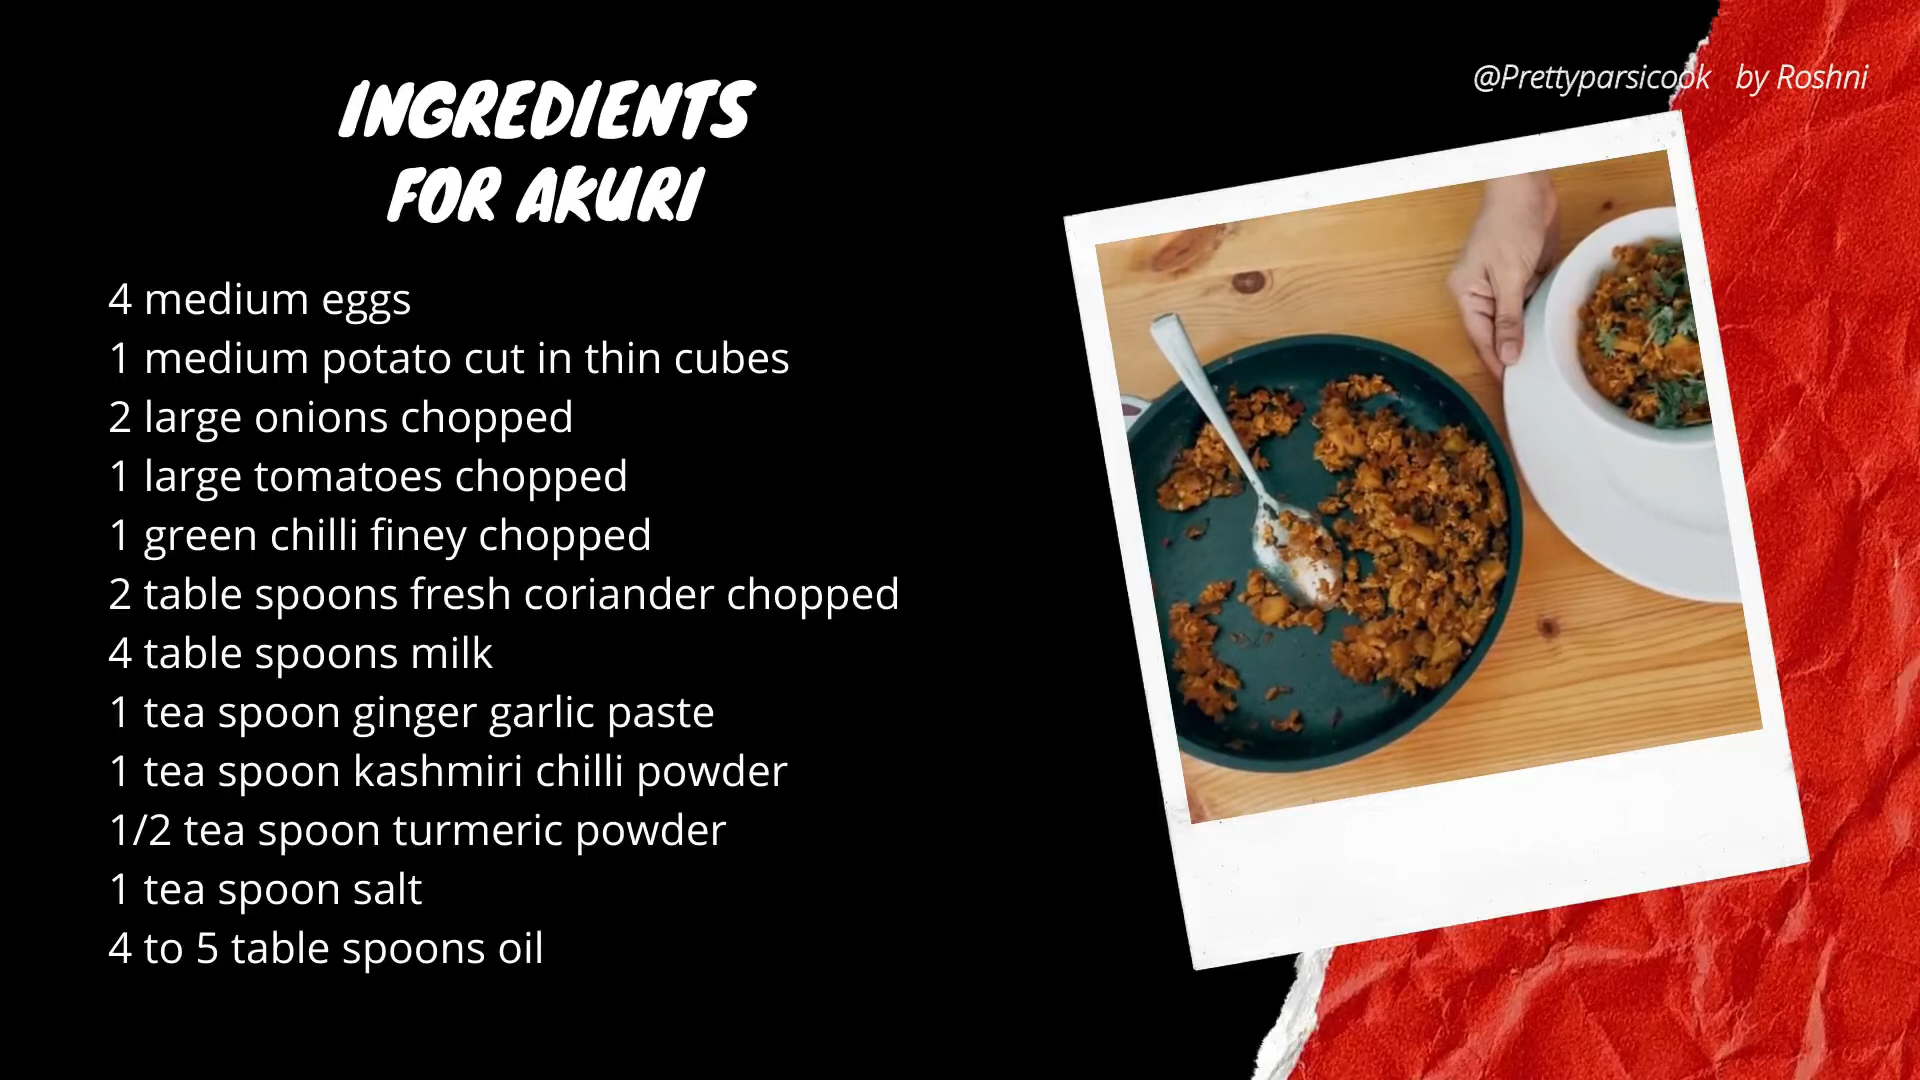 @Prettyparsicook by Roshni
INGREDIENTS
FOR AKURI
4 medium eggs
1 medium potato cut in thin cubes
2 large onions chopped
1 large tomatoes chopped
1 green chilli finey chopped
2 table spoons fresh coriander chopped
4 table spoons milk
1 tea spoon ginger garlic paste
1 tea spoon kashmiri chilli powder
1/2 tea spoon turmeric powder
1 tea spoon salt
4 to 5 table spoons oil